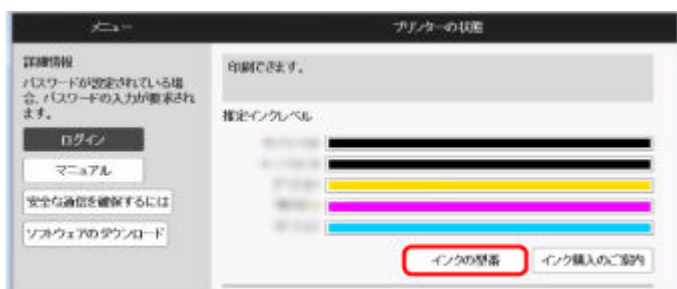 メニュー
プリンターの状態
詳細情報
パスワードが設定されている場
合、パスワードの入力が要求され
ます。
ログイン
マニュアル
安全な通信を確保するには
ソフトウェアのダウンロード
印刷できます。
推定インクレベル
インクの型番
インク購入のご案内